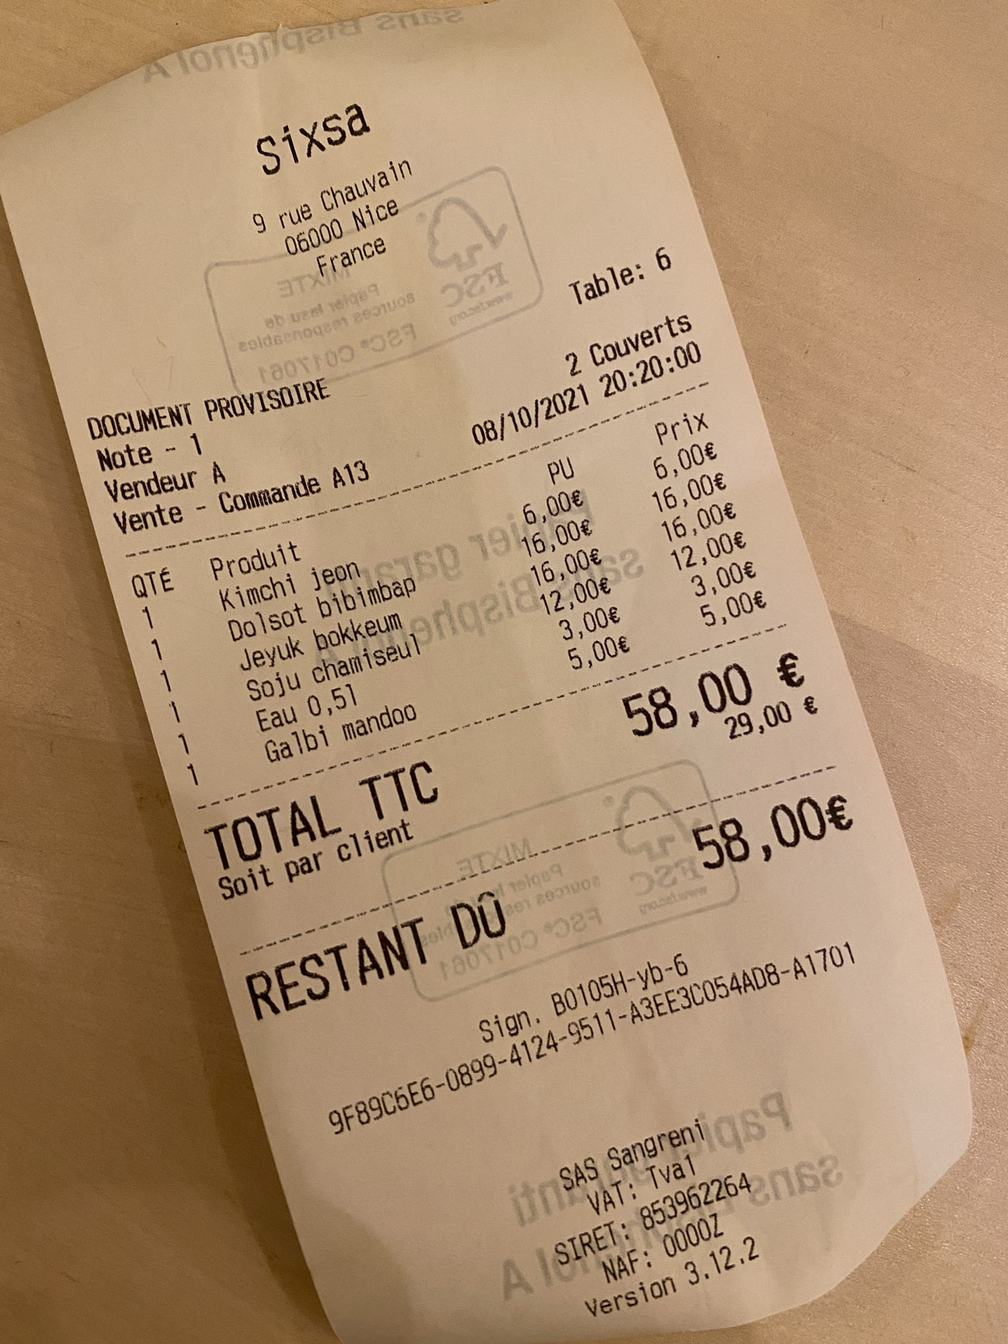 Sixsa
9 rue Chauvain
06000 Nice
France
Table: 6
2 Couverts
DOCUMENT PROVISOIRE
Note - 1 08/10/2021 20:20:00
Vendeur A
Vente - Commande A13
QTÉ Produit PU Prix
1 Kimchi jeon 6,00€ 6,00€
1 Dolsot bibimbap 16,00€ 16,00€
1 Jeyuk bokkeum 16,00€ 16,00€
1 Soju chamiseul 12,00€ 12,00€
1 Eau 0,5l 3,00€ 3,00€
1 Galbi mandoo 5,00€ 5,00€
TOTAL TTC 58,00 €
Soit par client 29,00 €
RESTANT DÛ 58,00€
Sign. B0105H-yb-6
9F89C6E6-0899-4124-9511-A3EE3C054AD8-A1701
SAS Sangreni
VAT: Tva1
SIRET: 853962264
NAF: 0000Z
Version 3.12.2